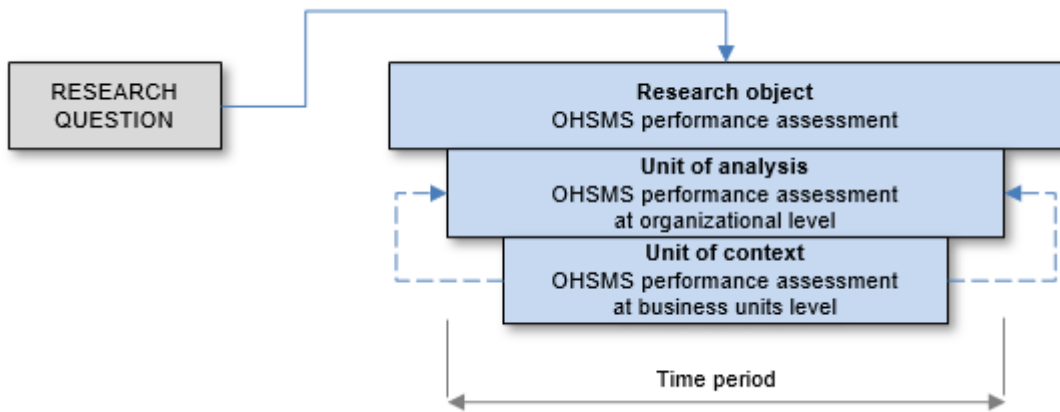 RESEARCH
QUESTION
Research object
OHSMS performance assessment
Unit of analysis
OHSMS performance assessment
at organizational level
Unit of context
OHSMS performance assessment
at business units level
Time period